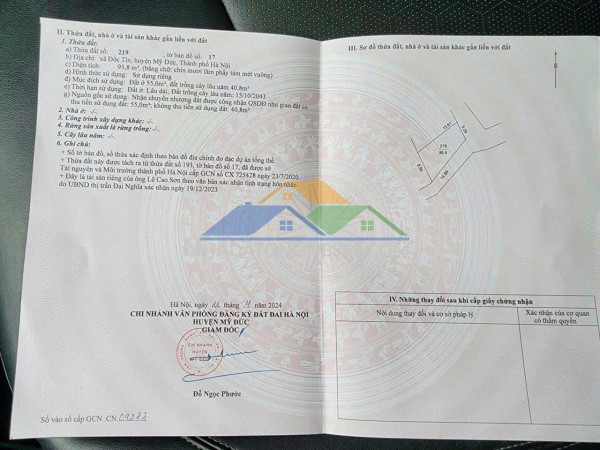 II. Thửa đất, nhà ở và tài sản khác gắn liền với đất
1. Thửa đất:
a) Thửa đất số: 219 tờ bản đồ số: 17
b) Địa chỉ: xã Đốc Tín, huyện Mỹ Đức, Thành phố Hà Nội
c) Diện tích: 95,8 m², (bằng chữ: chín mươi lăm phảy tám mét vuông)
d) Hình thức sử dụng: Sử dụng riêng
đ) Mục đích sử dụng: Đất ở 55,0m²; Đất trồng cây lâu năm 40,8m²
e) Thời hạn sử dụng: Đất ở: Lâu dài; Đất trồng cây lâu năm: 15/10/2043
g) Nguồn gốc sử dụng: Nhận chuyển nhượng đất được công nhận QSDĐ như giao đất có
thu tiền sử dụng đất: 55,0m²; không thu tiền sử dụng đất: 40,8m²
2. Nhà ở: -/-
3. Công trình xây dựng khác: -/-
4. Rừng sản xuất là rừng trồng: -/-
5. Cây lâu năm: -/-
6. Ghi chú:
+ Số tờ bản đồ, số thửa xác định theo bản đồ địa chính đo đạc dự án tổng thể
+ Thửa đất này được tách ra từ thửa đất số 193, tờ bản đồ số 17, đã được sở
Tài nguyên và Môi trường thành phố Hà Nội cấp GCN số CX 725428 ngày 23/7/2020
+ Đây là tài sản riêng của ông Lê Cao Sơn theo văn bản xác nhận tình trạng hôn nhân
do UBND thị trấn Đại Nghĩa xác nhận ngày 19/12/2023
Hà Nội, ngày tháng năm 2024
CHI NHÁNH VĂN PHÒNG ĐĂNG KÝ ĐẤT ĐAI HÀ NỘI
HUYỆN MỸ ĐỨC
GIÁM ĐỐC
CHI NHÁNH
HUYỆN
MỸ ĐỨC
Đỗ Ngọc Phước
Số vào sổ cấp GCN: CN
III. Sơ đồ thửa đất, nhà ở và tài sản khác gắn liền với đất
219
95,8
IV. Những thay đổi sau khi cấp giấy chứng nhận
Nội dung thay đổi và cơ sở pháp lý
Xác nhận của cơ quan
có thẩm quyền